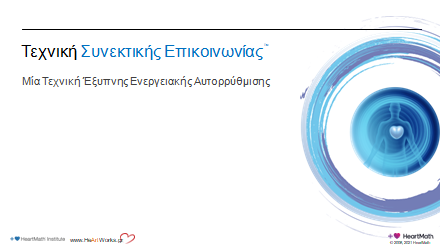 Τεχνική Συνεκτικής Επικοινωνίας™
Μία Τεχνική Έξυπνης Ενεργειακής Αυτορρύθμισης
HeartMath Institute
www.HeArtWorks.gr
HeartMath.
© 2008, 2021 HeartMath